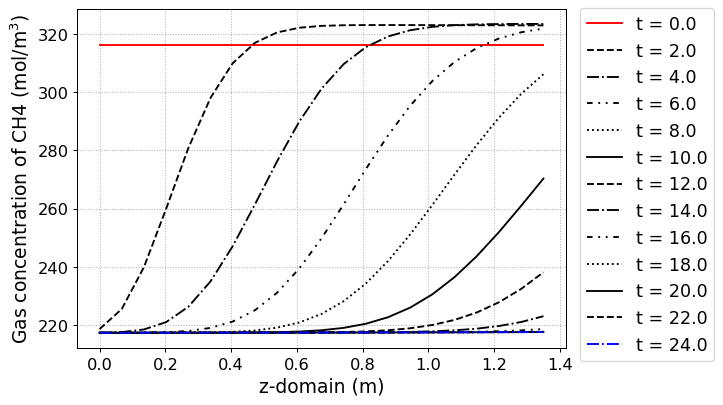 320
300
280
260
240
220
Gas concentration of CH4 (mol/m³)
0.0 0.2 0.4 0.6 0.8 1.0 1.2 1.4
z-domain (m)
t = 0.0
t = 2.0
t = 4.0
t = 6.0
t = 8.0
t = 10.0
t = 12.0
t = 14.0
t = 16.0
t = 18.0
t = 20.0
t = 22.0
t = 24.0